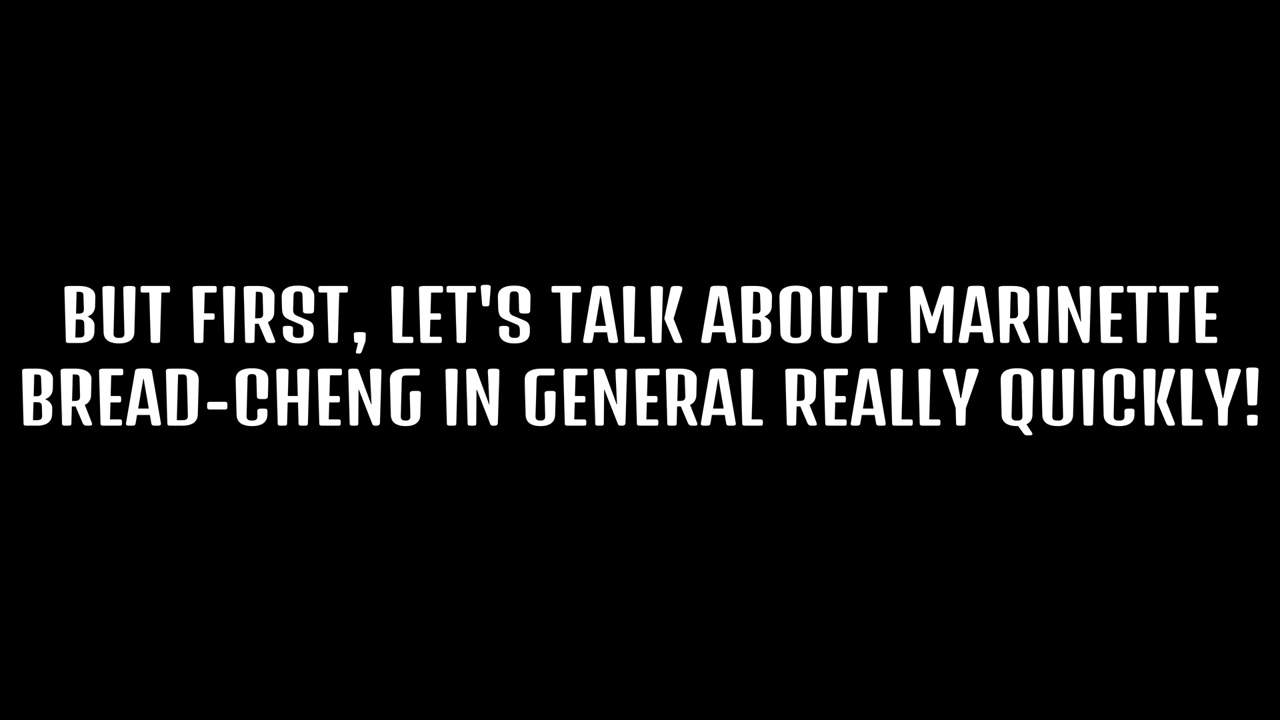 BUT FIRST, LET'S TALK ABOUT MARINETTE
BREAD-CHENG IN GENERAL REALLY QUICKLY!